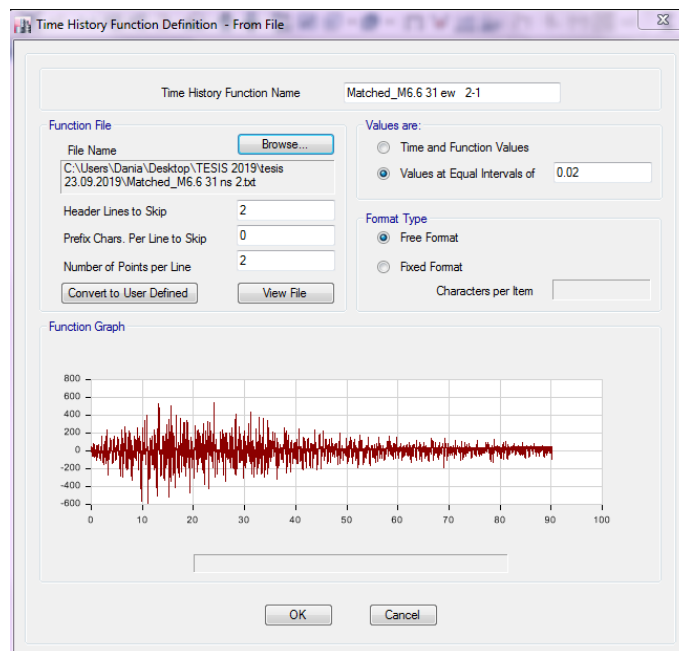 Time History Function Definition - From File
Time History Function Name Matched_M6.6 31 ew 2-1
Function File
File Name Browse...
C:\Users\Dania\Desktop\TESIS 2019\tesis
23.09.2019\Matched_M6.6 31 ns 2.txt
Header Lines to Skip 2
Prefix Chars. Per Line to Skip 0
Number of Points per Line 2
Convert to User Defined View File
Values are:
Time and Function Values
Values at Equal Intervals of 0.02
Format Type
Free Format
Fixed Format
Characters per Item
Function Graph
800
600
400
200
0
-200
-400
-600
0 10 20 30 40 50 60 70 80 90 100
OK Cancel